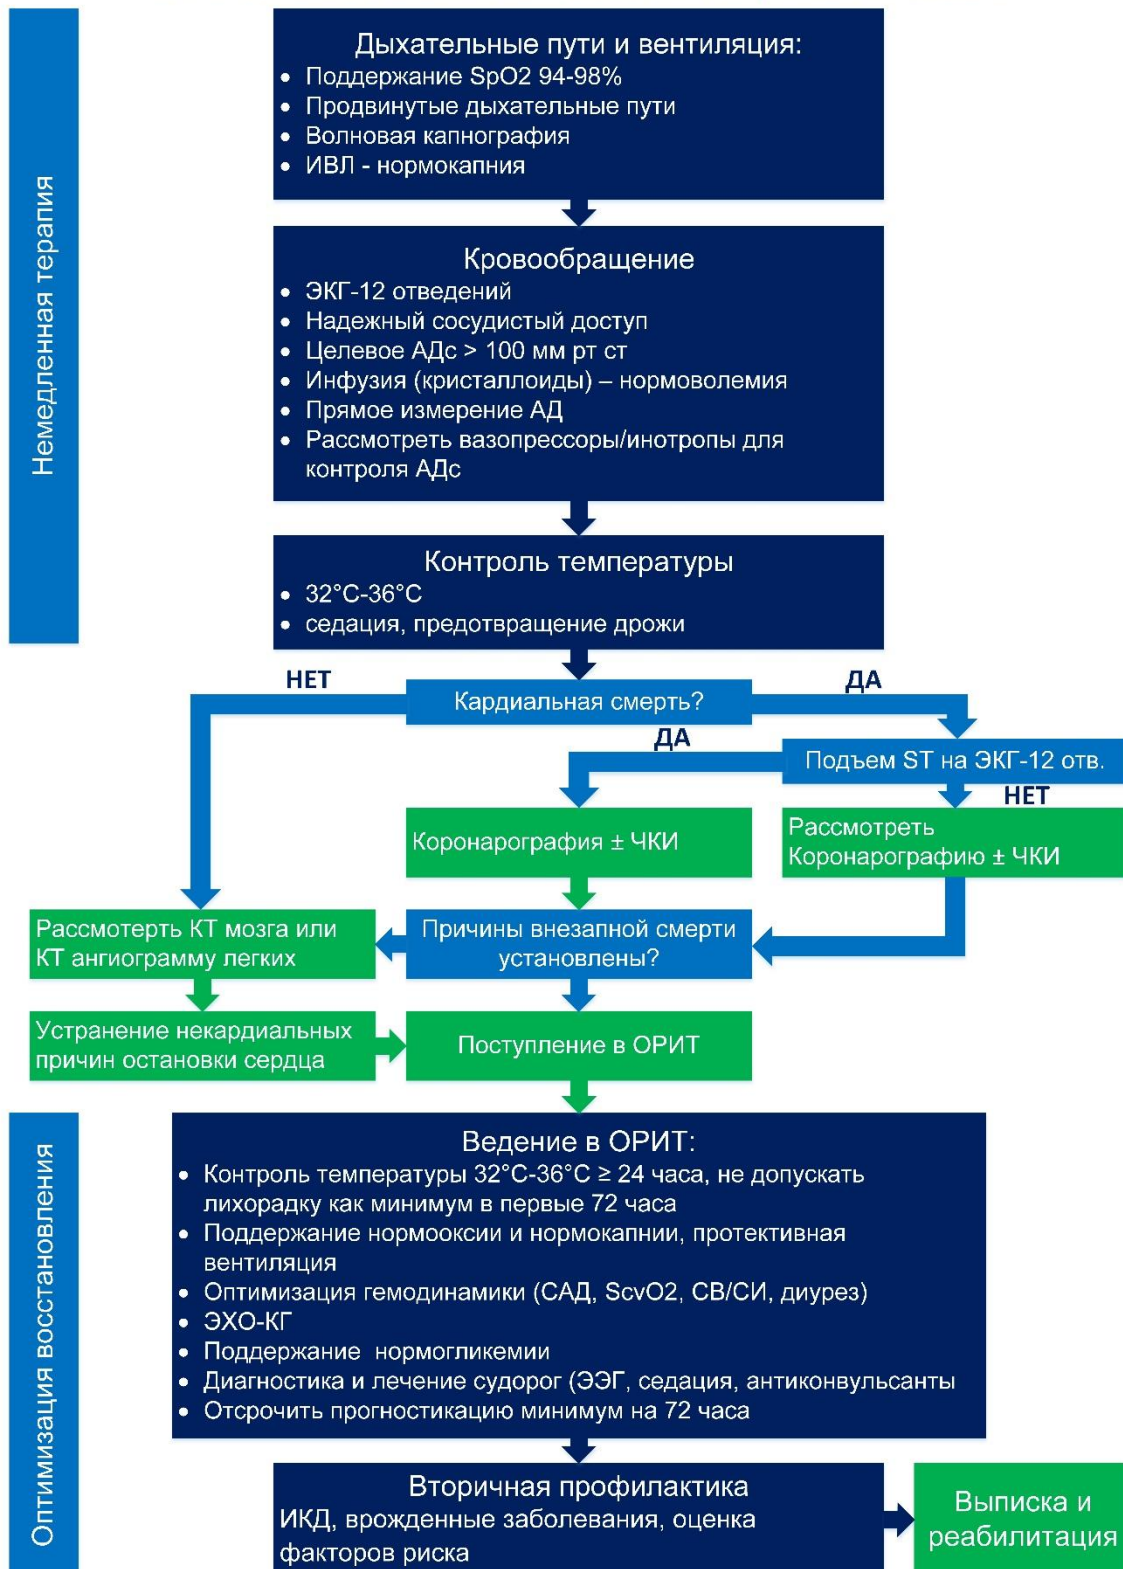 Немедленная терапия
Дыхательные пути и вентиляция:
• Поддержание SpO2 94-98%
• Продвинутые дыхательные пути
• Волновая капнография
• ИВЛ - нормокапния
Кровообращение
• ЭКГ-12 отведений
• Надежный сосудистый доступ
• Целевое АДс > 100 мм рт ст
• Инфузия (кристаллоиды) – нормоволемия
• Прямое измерение АД
• Рассмотреть вазопрессоры/инотропы для
контроля АДс
Контроль температуры
• 32°C-36°C
• седация, предотвращение дрожи
НЕТ
Кардиальная смерть?
ДА
ДА
Подъем ST на ЭКГ-12 отв.
НЕТ
Коронарография ± ЧКИ
Рассмотреть
Коронарографию ± ЧКИ
Рассмотерть КТ мозга или
КТ ангиограмму легких
Причины внезапной смерти
установлены?
Устранение некардиальных
причин остановки сердца
Поступление в ОРИТ
Оптимизация восстановления
Ведение в ОРИТ:
• Контроль температуры 32°C-36°C ≥ 24 часа, не допускать
лихорадку как минимум в первые 72 часа
• Поддержание нормооксии и нормокапнии, протективная
вентиляция
• Оптимизация гемодинамики (САД, ScvO2, СВ/СИ, диурез)
• ЭХО-КГ
• Поддержание нормогликемии
• Диагностика и лечение судорог (ЭЭГ, седация, антиконвульсанты
• Отсрочить прогностикацию минимум на 72 часа
Вторичная профилактика
ИКД, врожденные заболевания, оценка
факторов риска
Выписка и
реабилитация